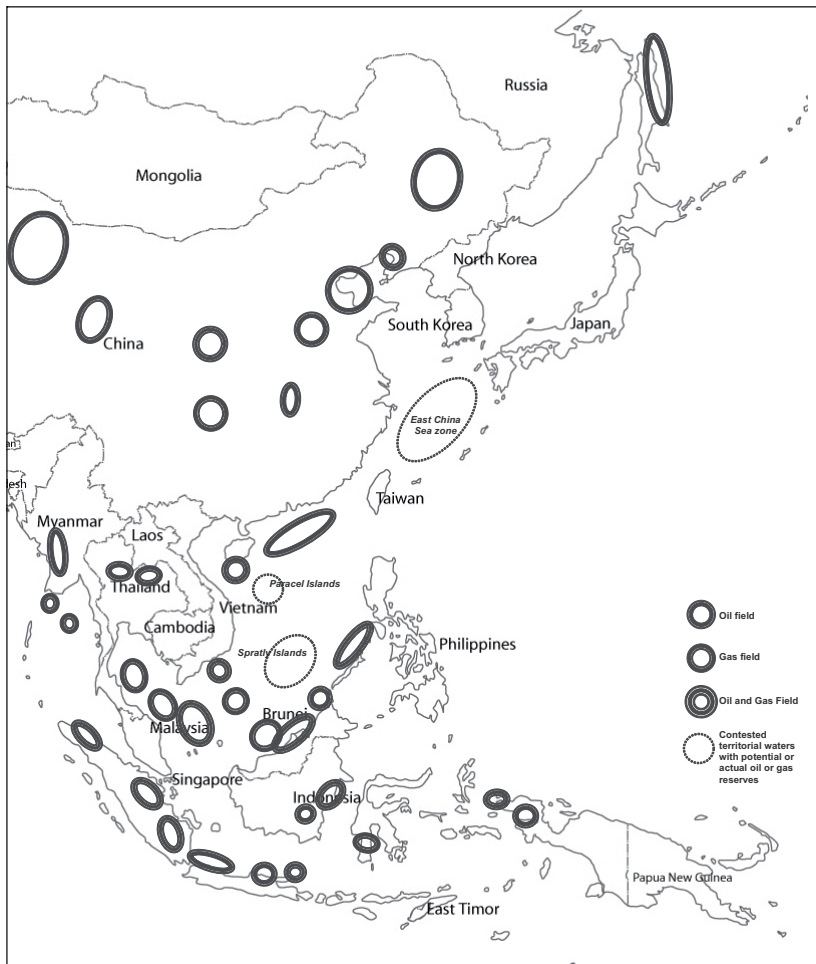 Russia
Mongolia
North Korea
South Korea
Japan
China
East China
Sea zone
an
lesh
Taiwan
Myanmar
Laos
Thailand
Paracel Islands
Vietnam
Cambodia
Oil field
Philippines
Spratly Islands
Gas field
Oil and Gas Field
Brunei
Malaysia
Contested
territorial waters
with potential or
actual oil or gas
reserves
Singapore
Indonesia
Papua New Guinea
East Timor